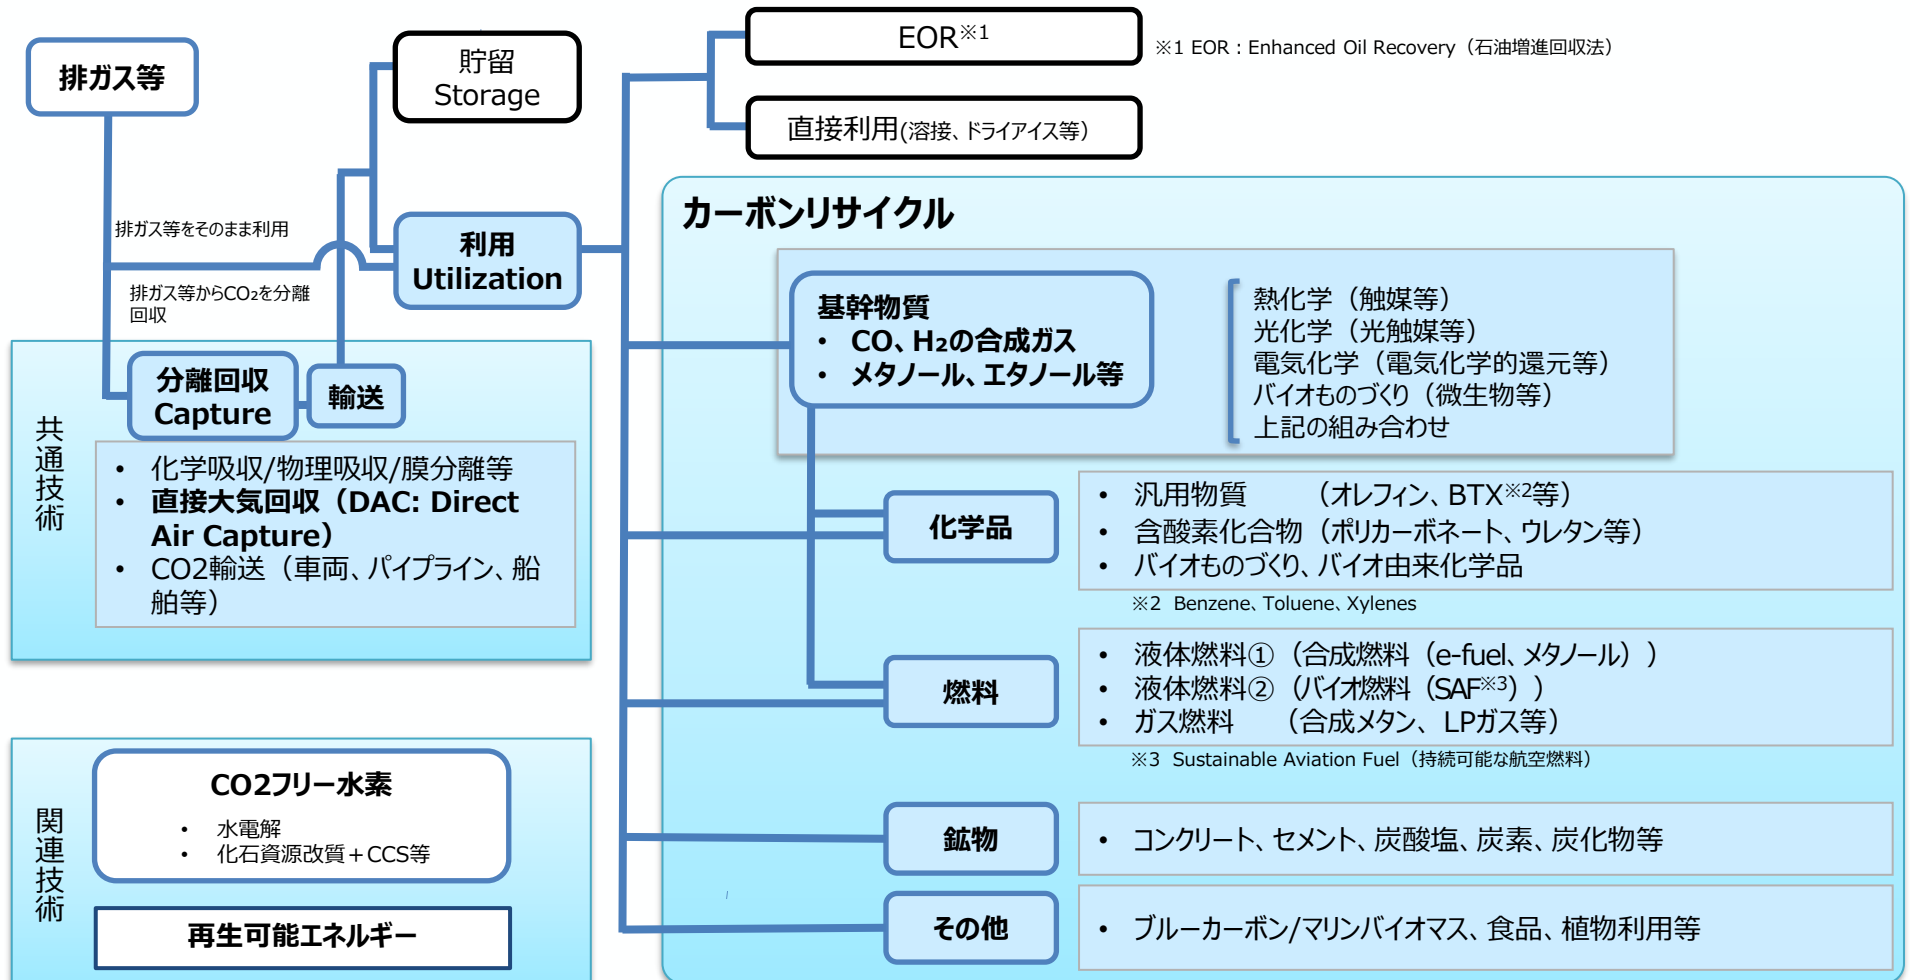 排ガス等
貯留
Storage
EOR※1
※1 EOR：Enhanced Oil Recovery（石油増進回収法）
直接利用(溶接、ドライアイス等）
排ガス等をそのまま利用
利用
Utilization
排ガス等からCO₂を分離
回収
共通技術
分離回収
Capture
輸送
• 化学吸収/物理吸収/膜分離等
• 直接大気回収（DAC: Direct
Air Capture）
• CO2輸送（車両、パイプライン、船
舶等）
関連技術
CO2フリー水素
• 水電解
• 化石資源改質＋CCS等
再生可能エネルギー
カーボンリサイクル
基幹物質
• CO、H₂の合成ガス
• メタノール、エタノール等
熱化学（触媒等）
光化学（光触媒等）
電気化学（電気化学的還元等）
バイオものづくり（微生物等）
上記の組み合わせ
化学品
• 汎用物質　　（オレフィン、BTX※2等）
• 含酸素化合物（ポリカーボネート、ウレタン等）
• バイオものづくり、バイオ由来化学品
※2 Benzene、Toluene、Xylenes
燃料
• 液体燃料①（合成燃料（e-fuel、メタノール））
• 液体燃料②（バイオ燃料（SAF※3））
• ガス燃料　　（合成メタン、LPガス等）
※3 Sustainable Aviation Fuel（持続可能な航空燃料）
鉱物
• コンクリート、セメント、炭酸塩、炭素、炭化物等
その他
• ブルーカーボン/マリンバイオマス、食品、植物利用等